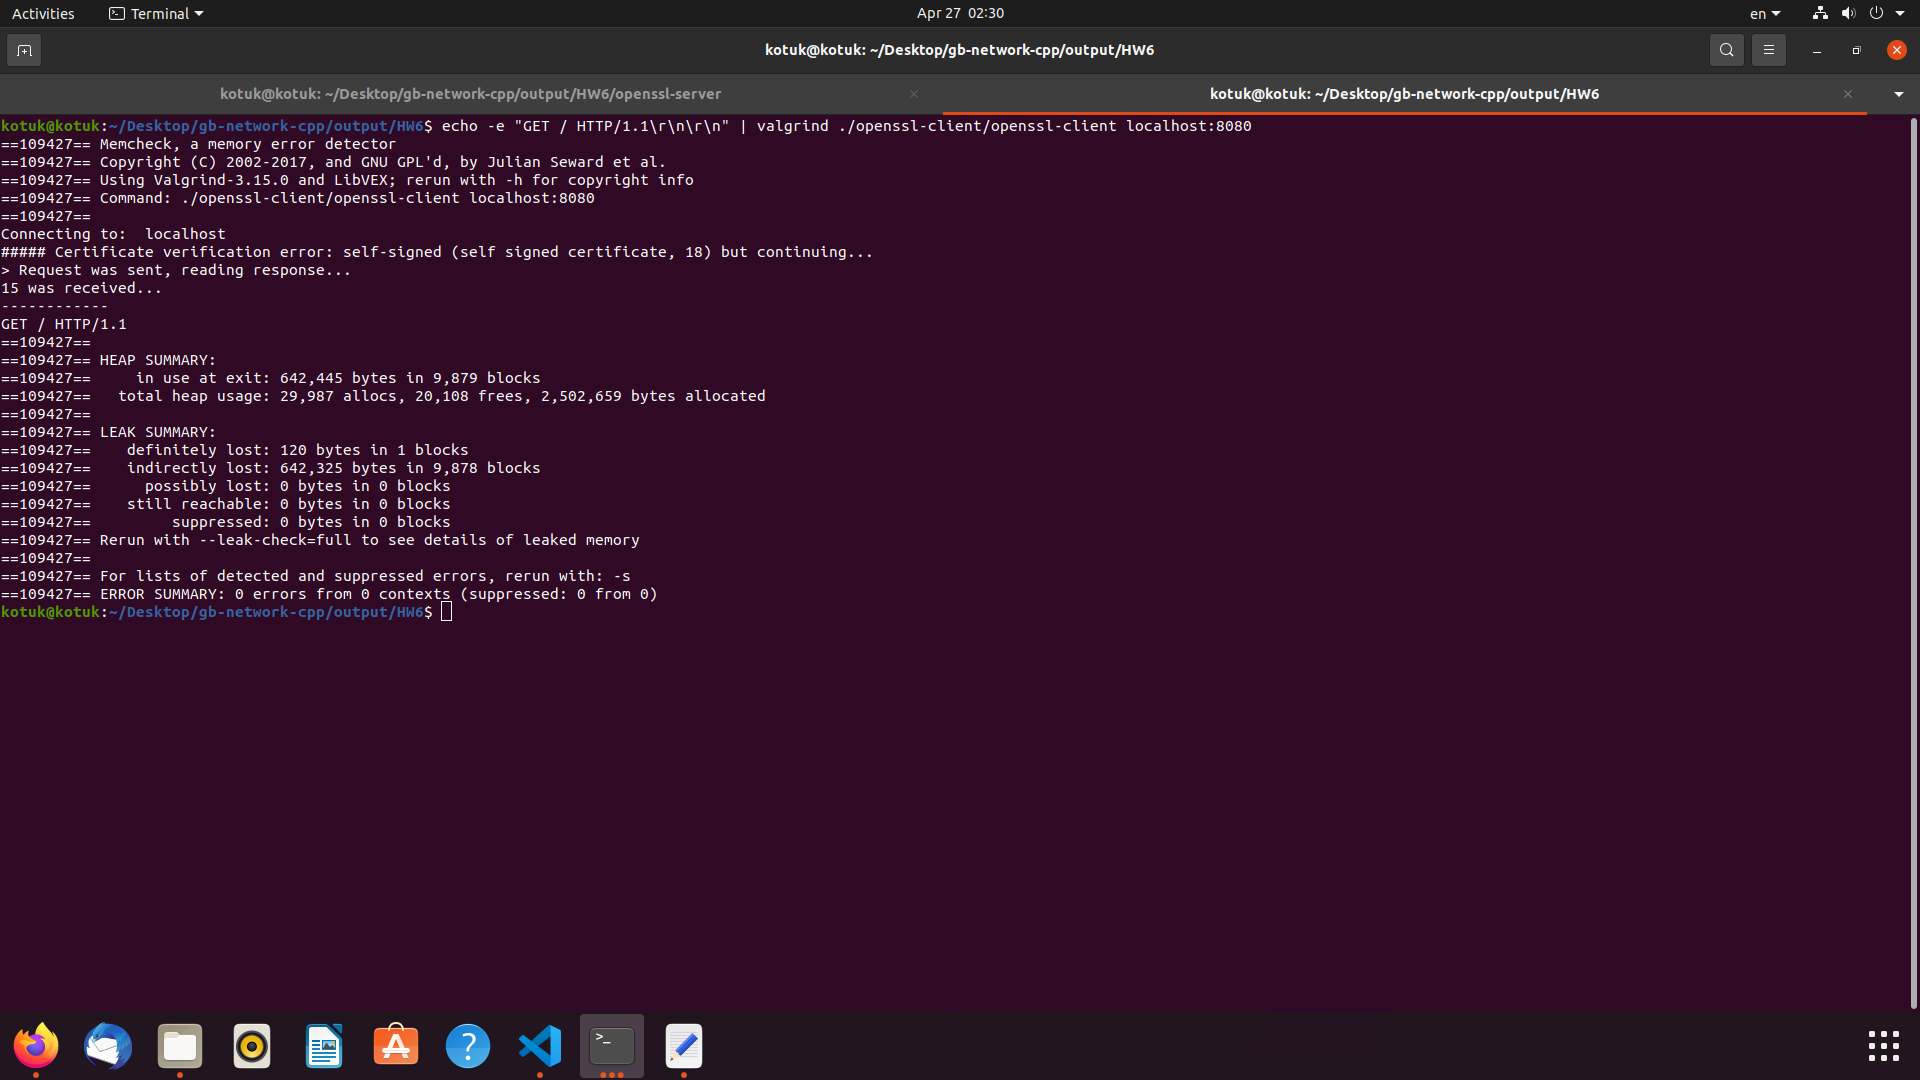 Activities Terminal Apr 27 02:30 en
kotuk@kotuk: ~/Desktop/gb-network-cpp/output/HW6
kotuk@kotuk: ~/Desktop/gb-network-cpp/output/HW6/openssl-server kotuk@kotuk: ~/Desktop/gb-network-cpp/output/HW6
kotuk@kotuk:~/Desktop/gb-network-cpp/output/HW6$ echo -e "GET / HTTP/1.1\r\n\r\n" | valgrind ./openssl-client/openssl-client localhost:8080
==109427== Memcheck, a memory error detector
==109427== Copyright (C) 2002-2017, and GNU GPL'd, by Julian Seward et al.
==109427== Using Valgrind-3.15.0 and LibVEX; rerun with -h for copyright info
==109427== Command: ./openssl-client/openssl-client localhost:8080
==109427==
Connecting to:  localhost
##### Certificate verification error: self-signed (self signed certificate, 18) but continuing...
> Request was sent, reading response...
15 was received...
------------
GET / HTTP/1.1
==109427==
==109427== HEAP SUMMARY:
==109427==     in use at exit: 642,445 bytes in 9,879 blocks
==109427==   total heap usage: 29,987 allocs, 20,108 frees, 2,502,659 bytes allocated
==109427==
==109427== LEAK SUMMARY:
==109427==    definitely lost: 120 bytes in 1 blocks
==109427==    indirectly lost: 642,325 bytes in 9,878 blocks
==109427==      possibly lost: 0 bytes in 0 blocks
==109427==    still reachable: 0 bytes in 0 blocks
==109427==         suppressed: 0 bytes in 0 blocks
==109427== Rerun with --leak-check=full to see details of leaked memory
==109427==
==109427== For lists of detected and suppressed errors, rerun with: -s
==109427== ERROR SUMMARY: 0 errors from 0 contexts (suppressed: 0 from 0)
kotuk@kotuk:~/Desktop/gb-network-cpp/output/HW6$